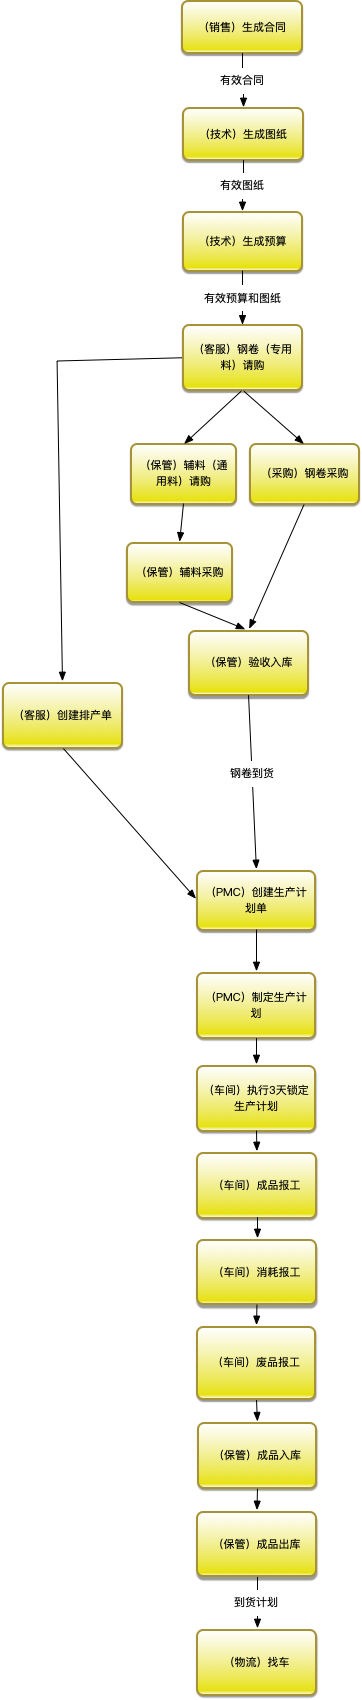 （销售）生成合同
有效合同
（技术）生成图纸
有效图纸
（技术）生成预算
有效预算和图纸
（客服）钢卷（专用
料）请购
（保管）辅料（通
用料）请购
（采购）钢卷采购
（保管）辅料采购
（保管）验收入库
（客服）创建排产单
钢卷到货
（PMC）创建生产计
划单
（PMC）制定生产计
划
（车间）执行3天锁定
生产计划
（车间）成品报工
（车间）消耗报工
（车间）废品报工
（保管）成品入库
（保管）成品出库
到货计划
（物流）找车